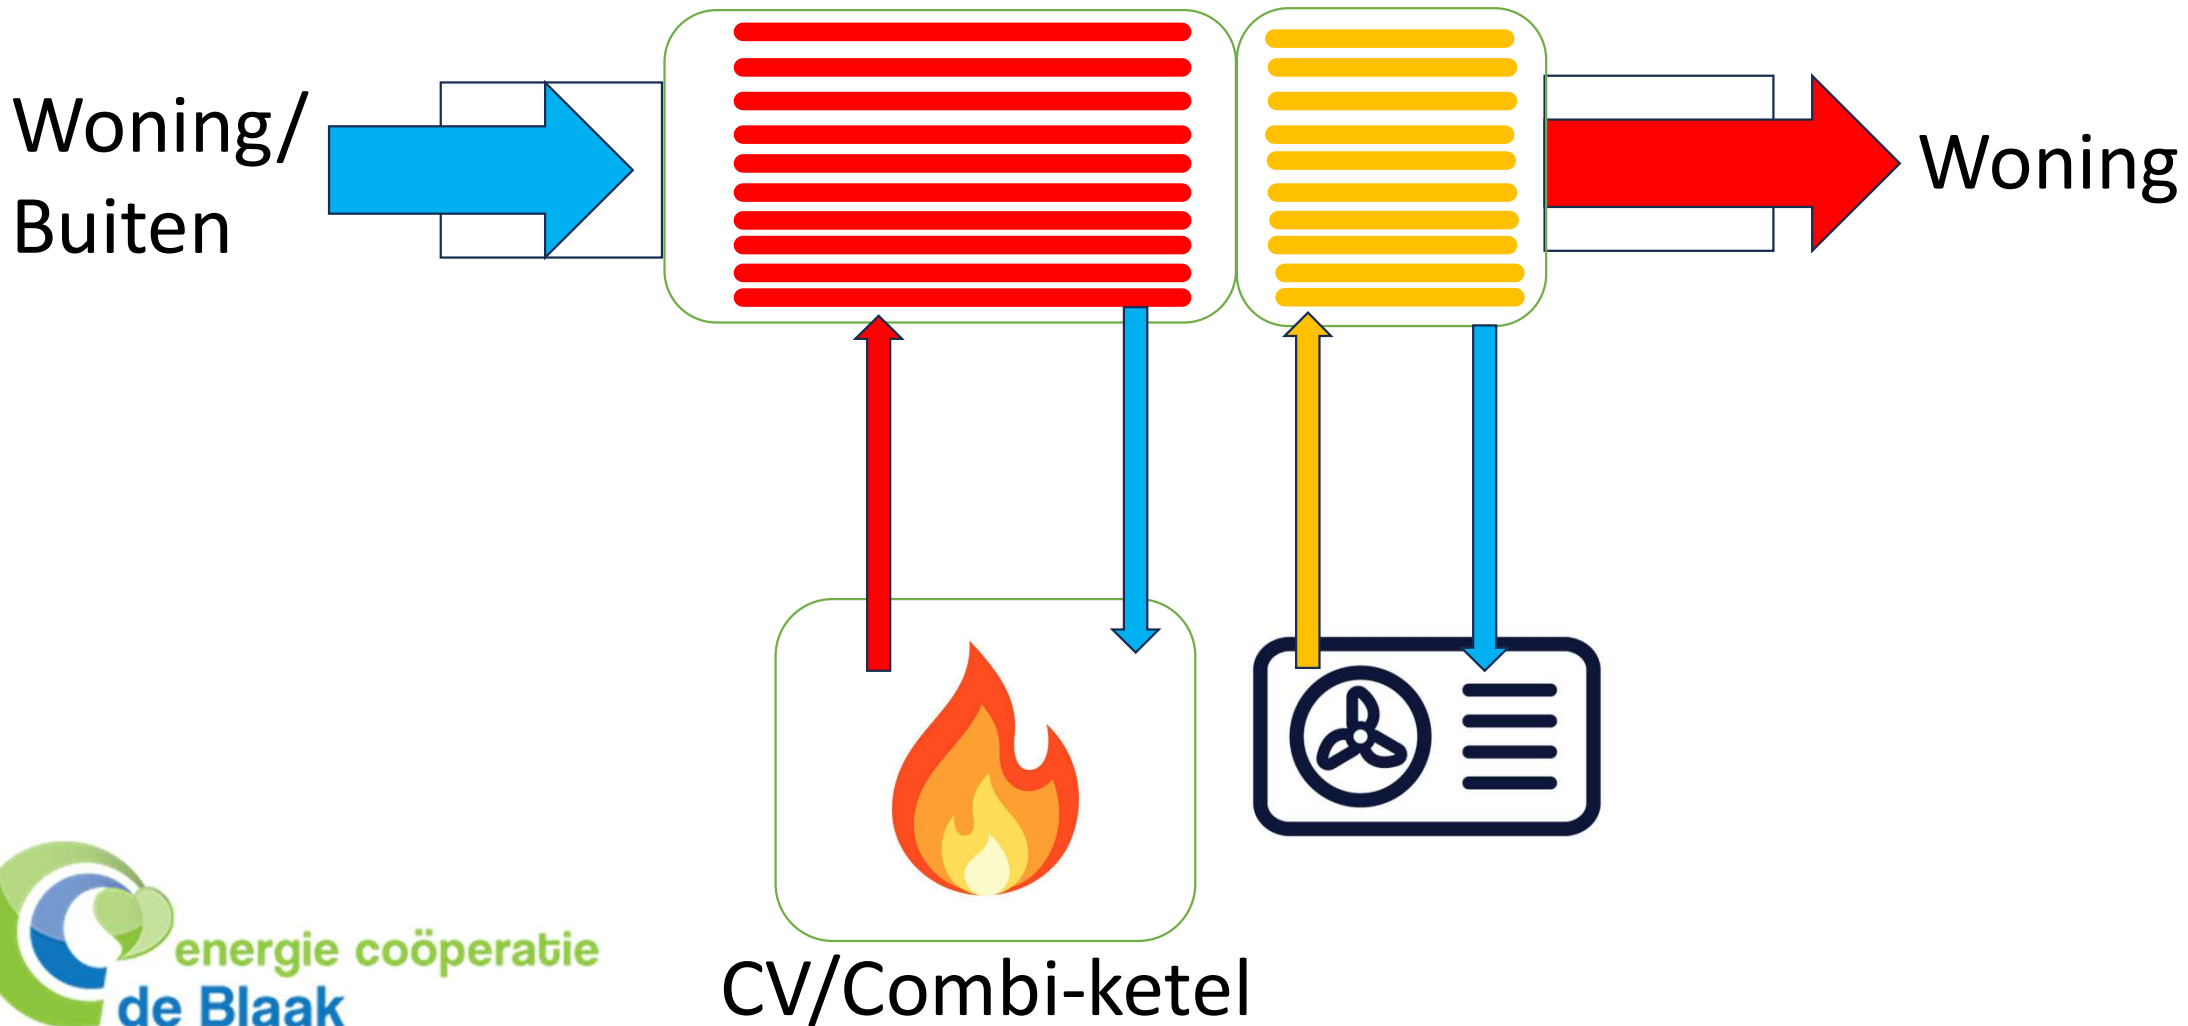 Woning/
Buiten
Woning
energie coöperatie
de Blaak
CV/Combi-ketel